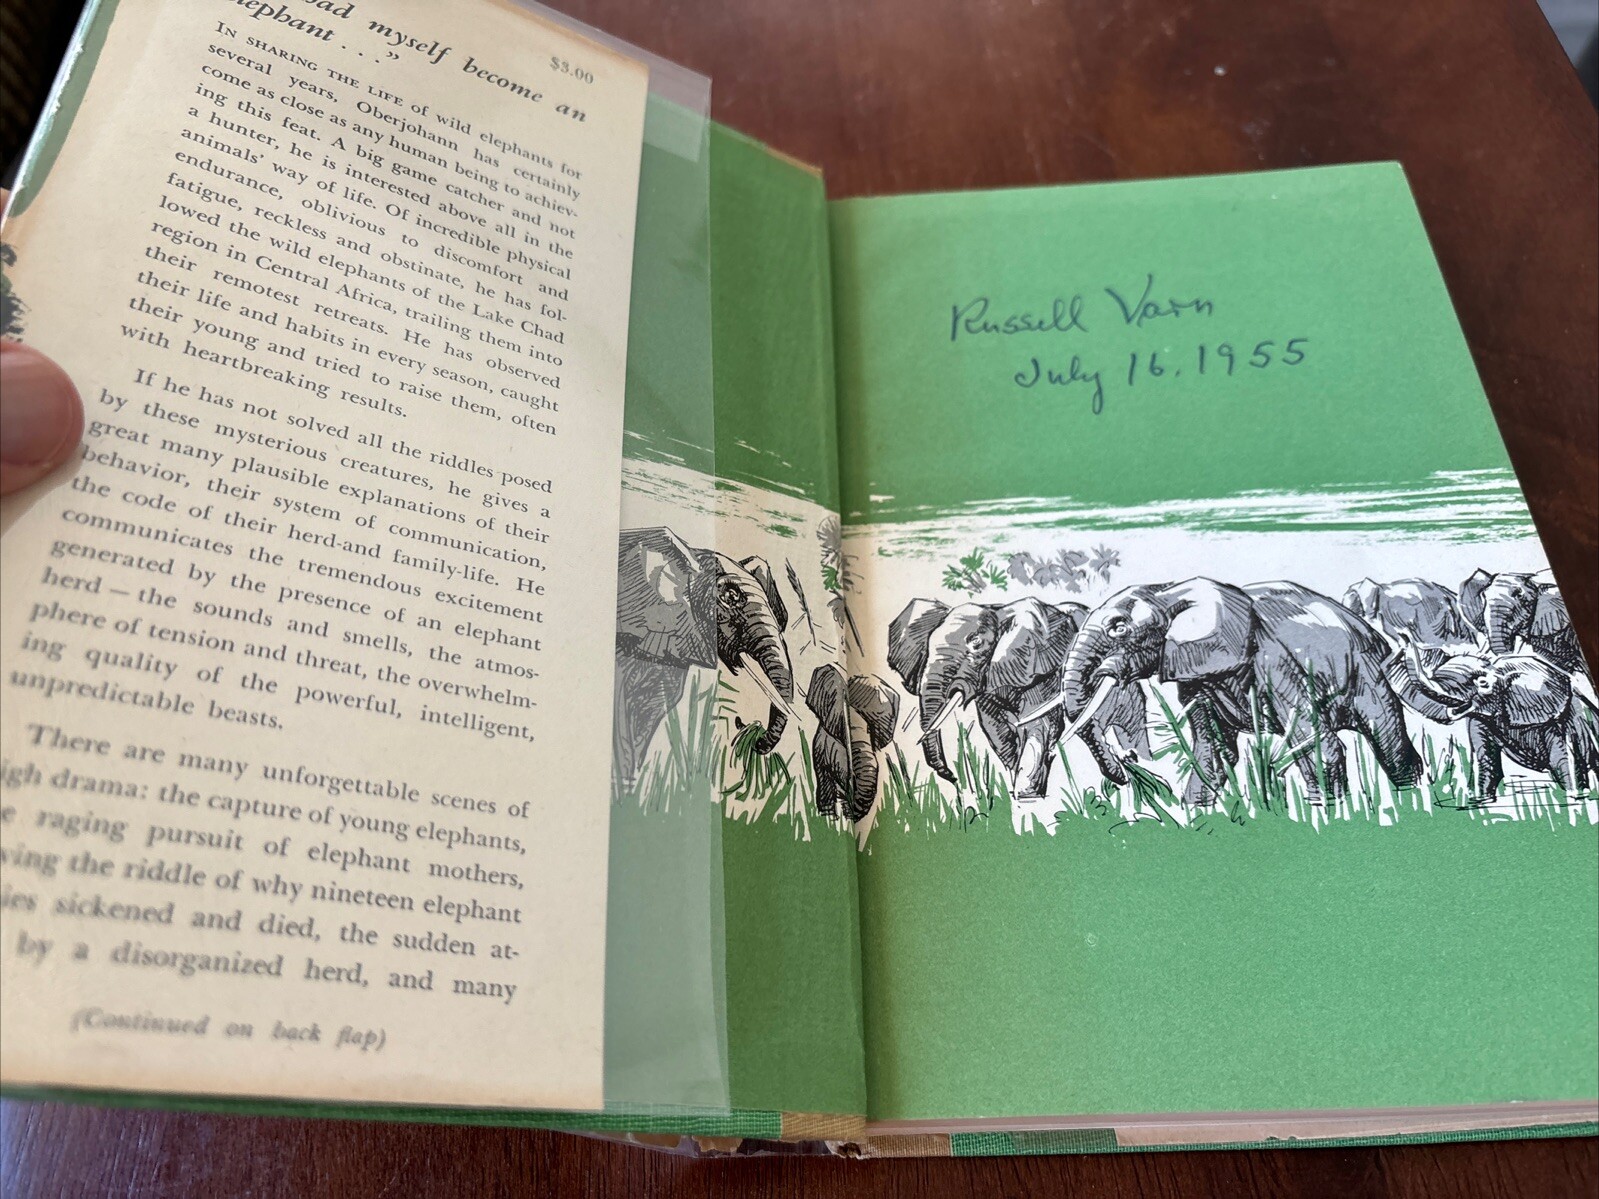 had myself become an
elephant . . ."
$3.00
IN SHARING THE LIFE of wild elephants for
several years, Oberjohann has certainly
come as close as any human being to achiev-
ing this feat. A big game catcher and not
a hunter, he is interested above all in the
animals' way of life. Of incredible physical
endurance, oblivious to discomfort and
fatigue, reckless and obstinate, he has fol-
lowed the wild elephants of the Lake Chad
region in Central Africa, trailing them into
their remotest retreats. He has observed
their life and habits in every season, caught
their young and tried to raise them, often
with heartbreaking results.
If he has not solved all the riddles posed
by these mysterious creatures, he gives a
great many plausible explanations of their
behavior, their system of communication,
the code of their herd-and family-life. He
communicates the tremendous excitement
generated by the presence of an elephant
herd — the sounds and smells, the atmos-
phere of tension and threat, the overwhelm-
ing quality of the powerful, intelligent,
unpredictable beasts.
There are many unforgettable scenes of
igh drama: the capture of young elephants,
e raging pursuit of elephant mothers,
ving the riddle of why nineteen elephant
ies sickened and died, the sudden at-
by a disorganized herd, and many
(Continued on back flap)
Russell Varn
July 16, 1955